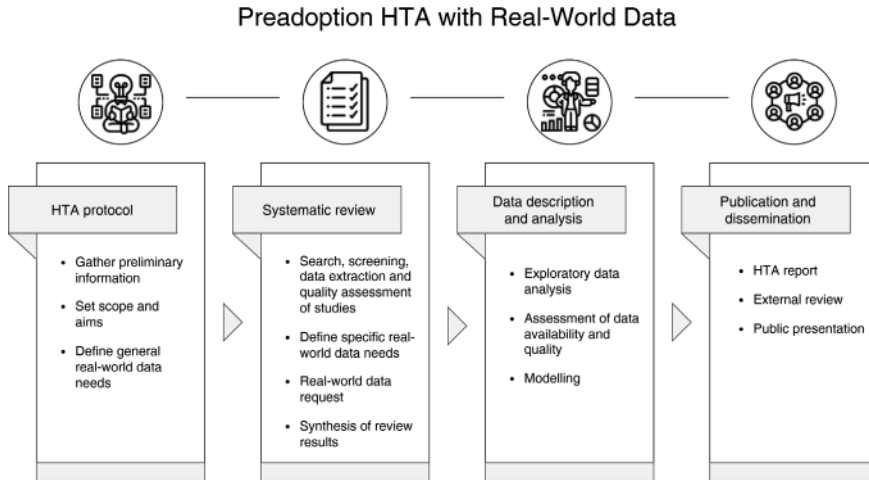 Preadoption HTA with Real-World Data
HTA protocol
• Gather preliminary
information
• Set scope and
aims
• Define general
real-world data
needs
Systematic review
• Search, screening,
data extraction and
quality assessment
of studies
• Define specific real-
world data needs
• Real-world data
request
• Synthesis of review
results
Data description
and analysis
• Exploratory data
analysis
• Assessment of data
availability and
quality
• Modelling
Publication and
dissemination
• HTA report
• External review
• Public presentation